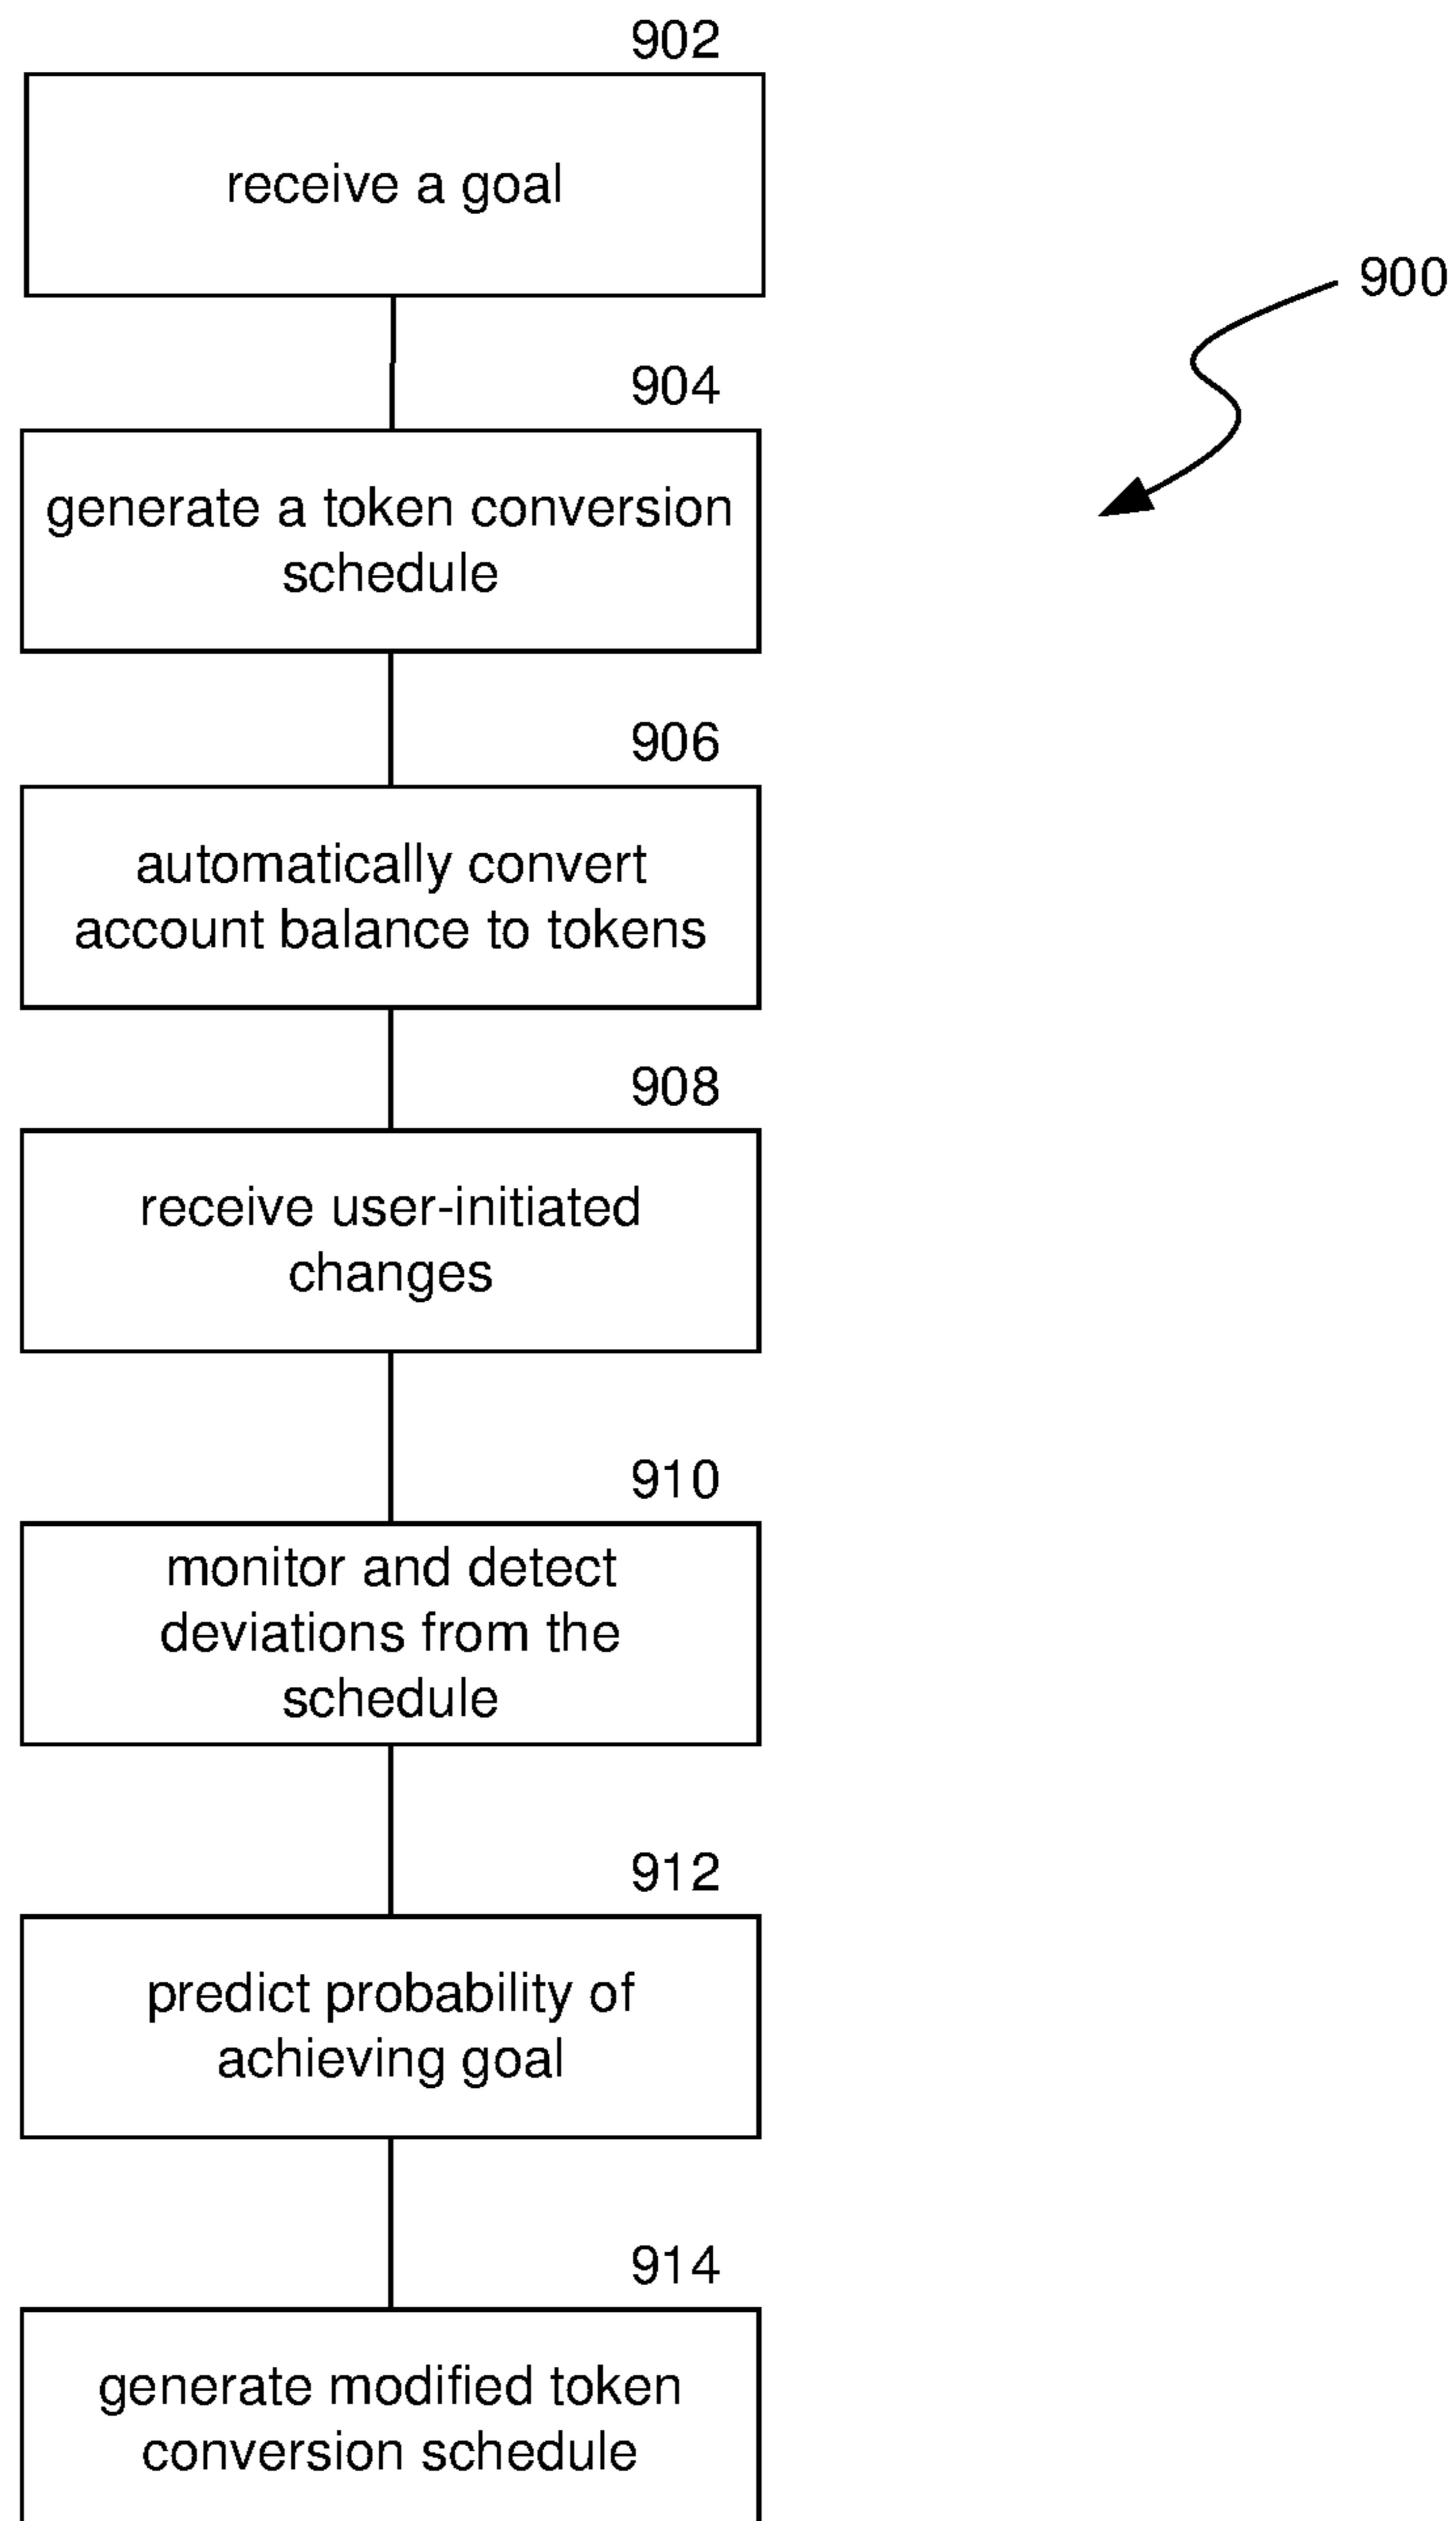 902
receive a goal
900
904
generate a token conversion
schedule
906
automatically convert
account balance to tokens
908
receive user-initiated
changes
910
monitor and detect
deviations from the
schedule
912
predict probability of
achieving goal
914
generate modified token
conversion schedule